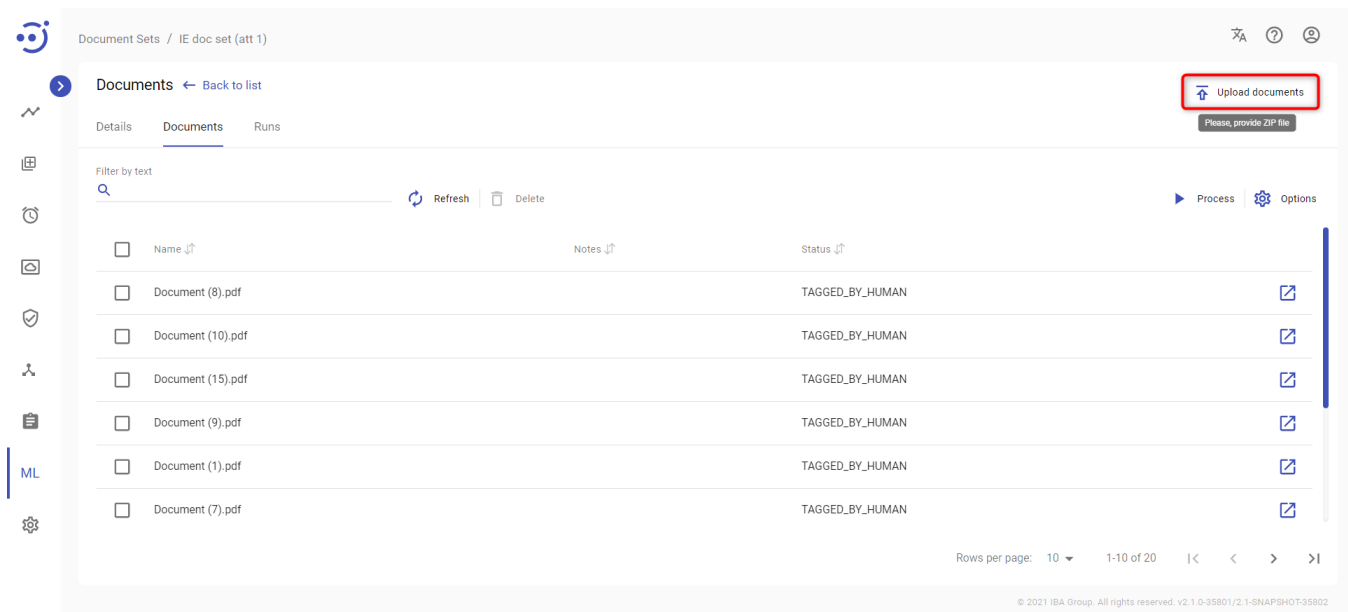 Document Sets / IE doc set (att 1)
Documents ← Back to list
Upload documents
Please, provide ZIP file
Details Documents Runs
Filter by text
Refresh Delete Process Options
Name Notes Status
Document (8).pdf TAGGED_BY_HUMAN
Document (10).pdf TAGGED_BY_HUMAN
Document (15).pdf TAGGED_BY_HUMAN
Document (9).pdf TAGGED_BY_HUMAN
Document (1).pdf TAGGED_BY_HUMAN
ML
Document (7).pdf TAGGED_BY_HUMAN
Rows per page: 10 1-10 of 20
© 2021 IBA Group. All rights reserved. v2.1.0-35801/2.1-SNAPSHOT-35802